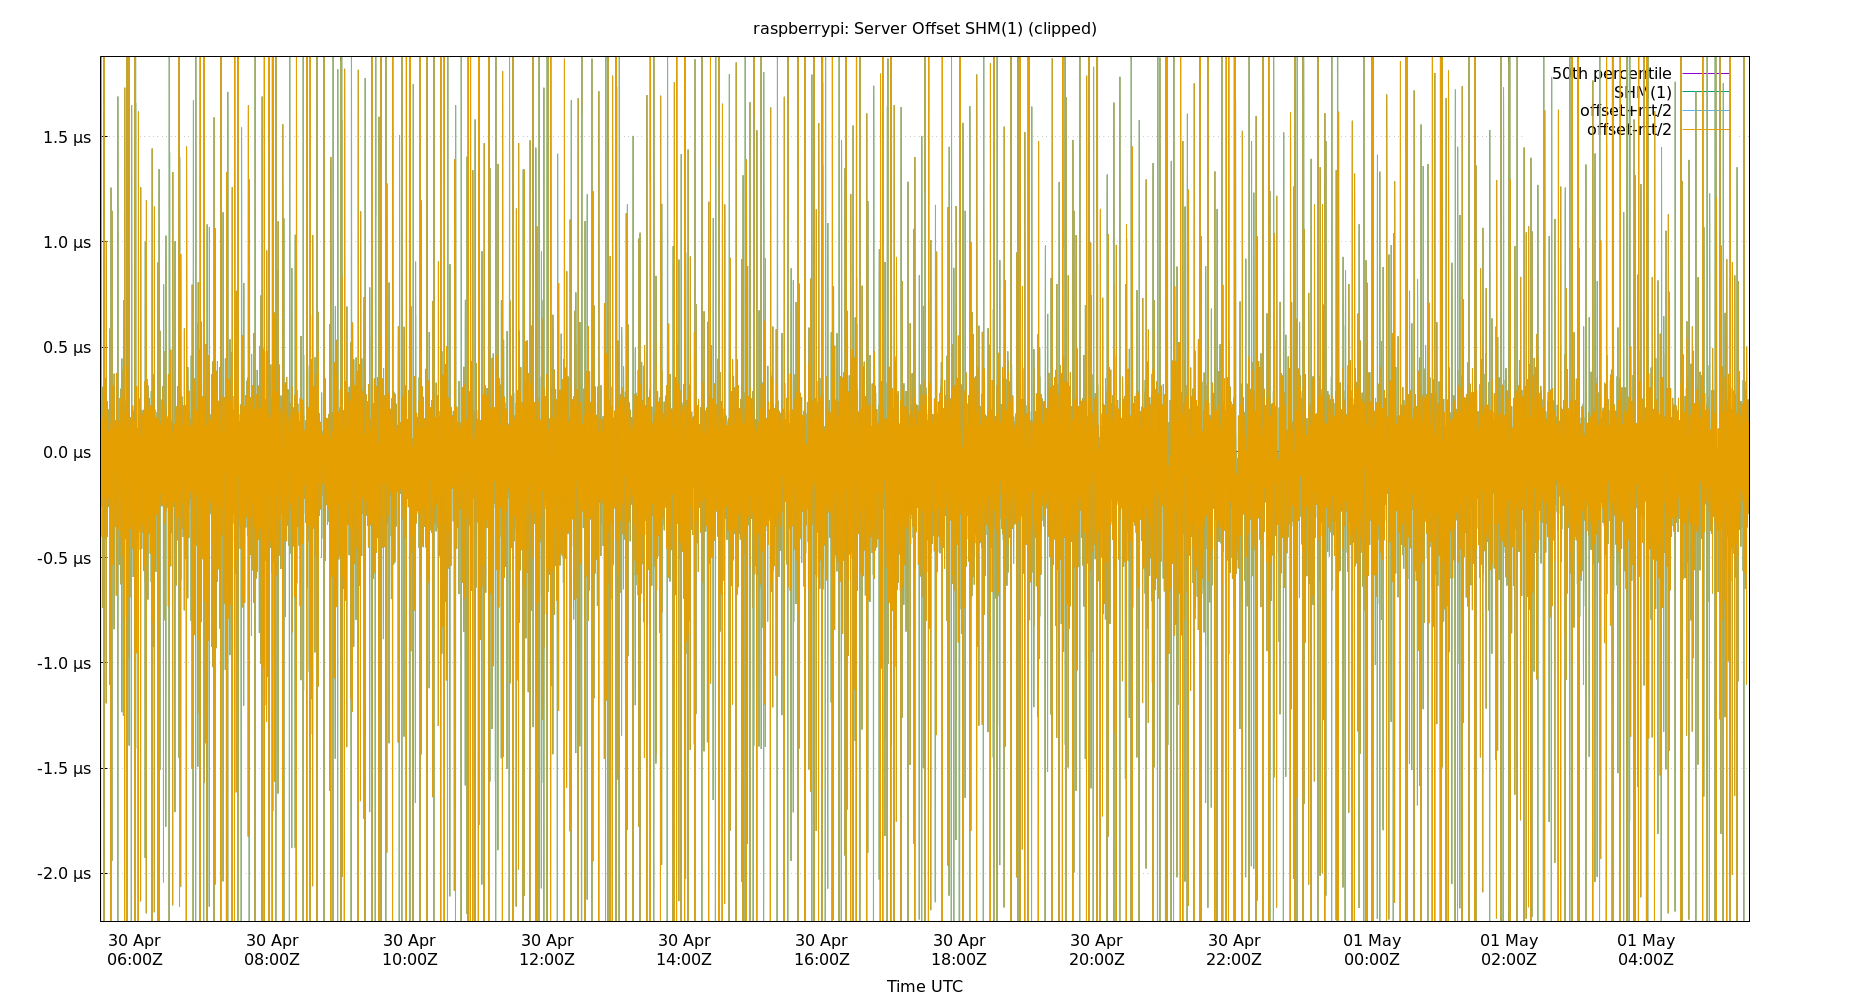 raspberrypi: Server Offset SHM(1) (clipped)
50th percentile
SHM(1)
offset+rtt/2
offset-rtt/2
1.5 µs
1.0 µs
0.5 µs
0.0 µs
-0.5 µs
-1.0 µs
-1.5 µs
-2.0 µs
30 Apr 30 Apr 30 Apr 30 Apr 30 Apr 30 Apr 30 Apr 30 Apr 30 Apr 01 May 01 May 01 May
06:00Z 08:00Z 10:00Z 12:00Z 14:00Z 16:00Z 18:00Z 20:00Z 22:00Z 00:00Z 02:00Z 04:00Z
Time UTC